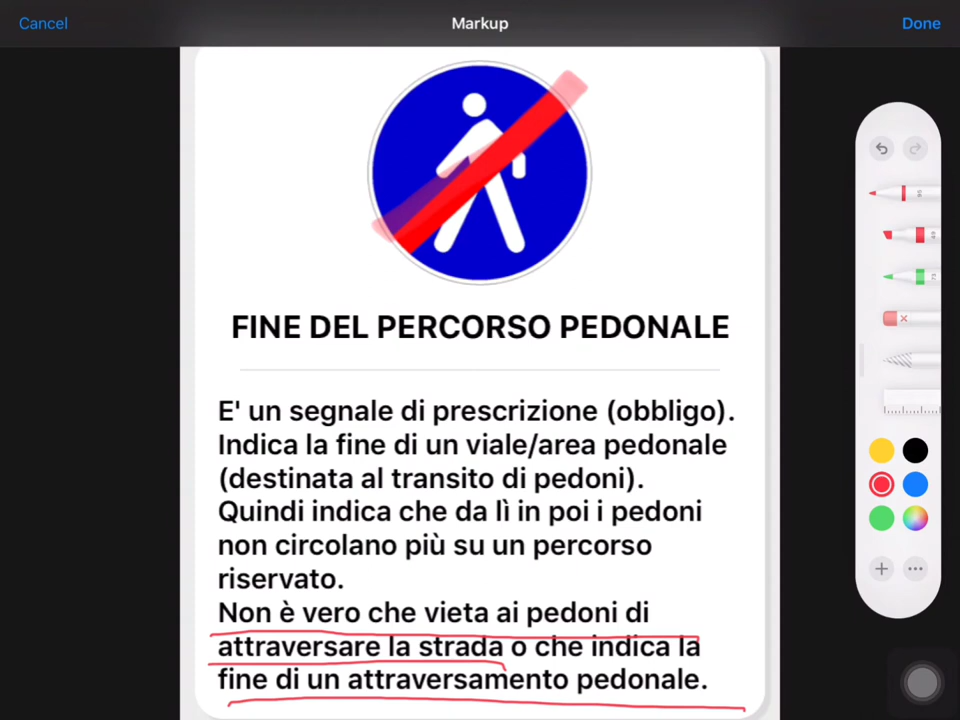 Cancel
Markup
Done
FINE DEL PERCORSO PEDONALE
E' un segnale di prescrizione (obbligo).
Indica la fine di un viale/area pedonale
(destinata al transito di pedoni).
Quindi indica che da lì in poi i pedoni
non circolano più su un percorso
riservato.
Non è vero che vieta ai pedoni di
attraversare la strada o che indica la
fine di un attraversamento pedonale.